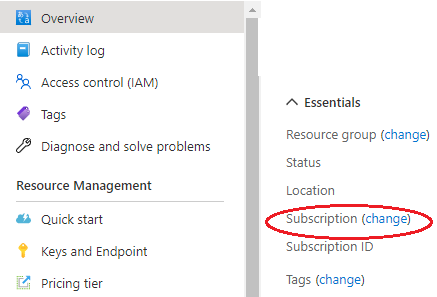 Overview
Activity log
Access control (IAM)
Tags
Diagnose and solve problems
Resource Management
Quick start
Keys and Endpoint
Pricing tier
Essentials
Resource group (change)
Status
Location
Subscription (change)
Subscription ID
Tags (change)